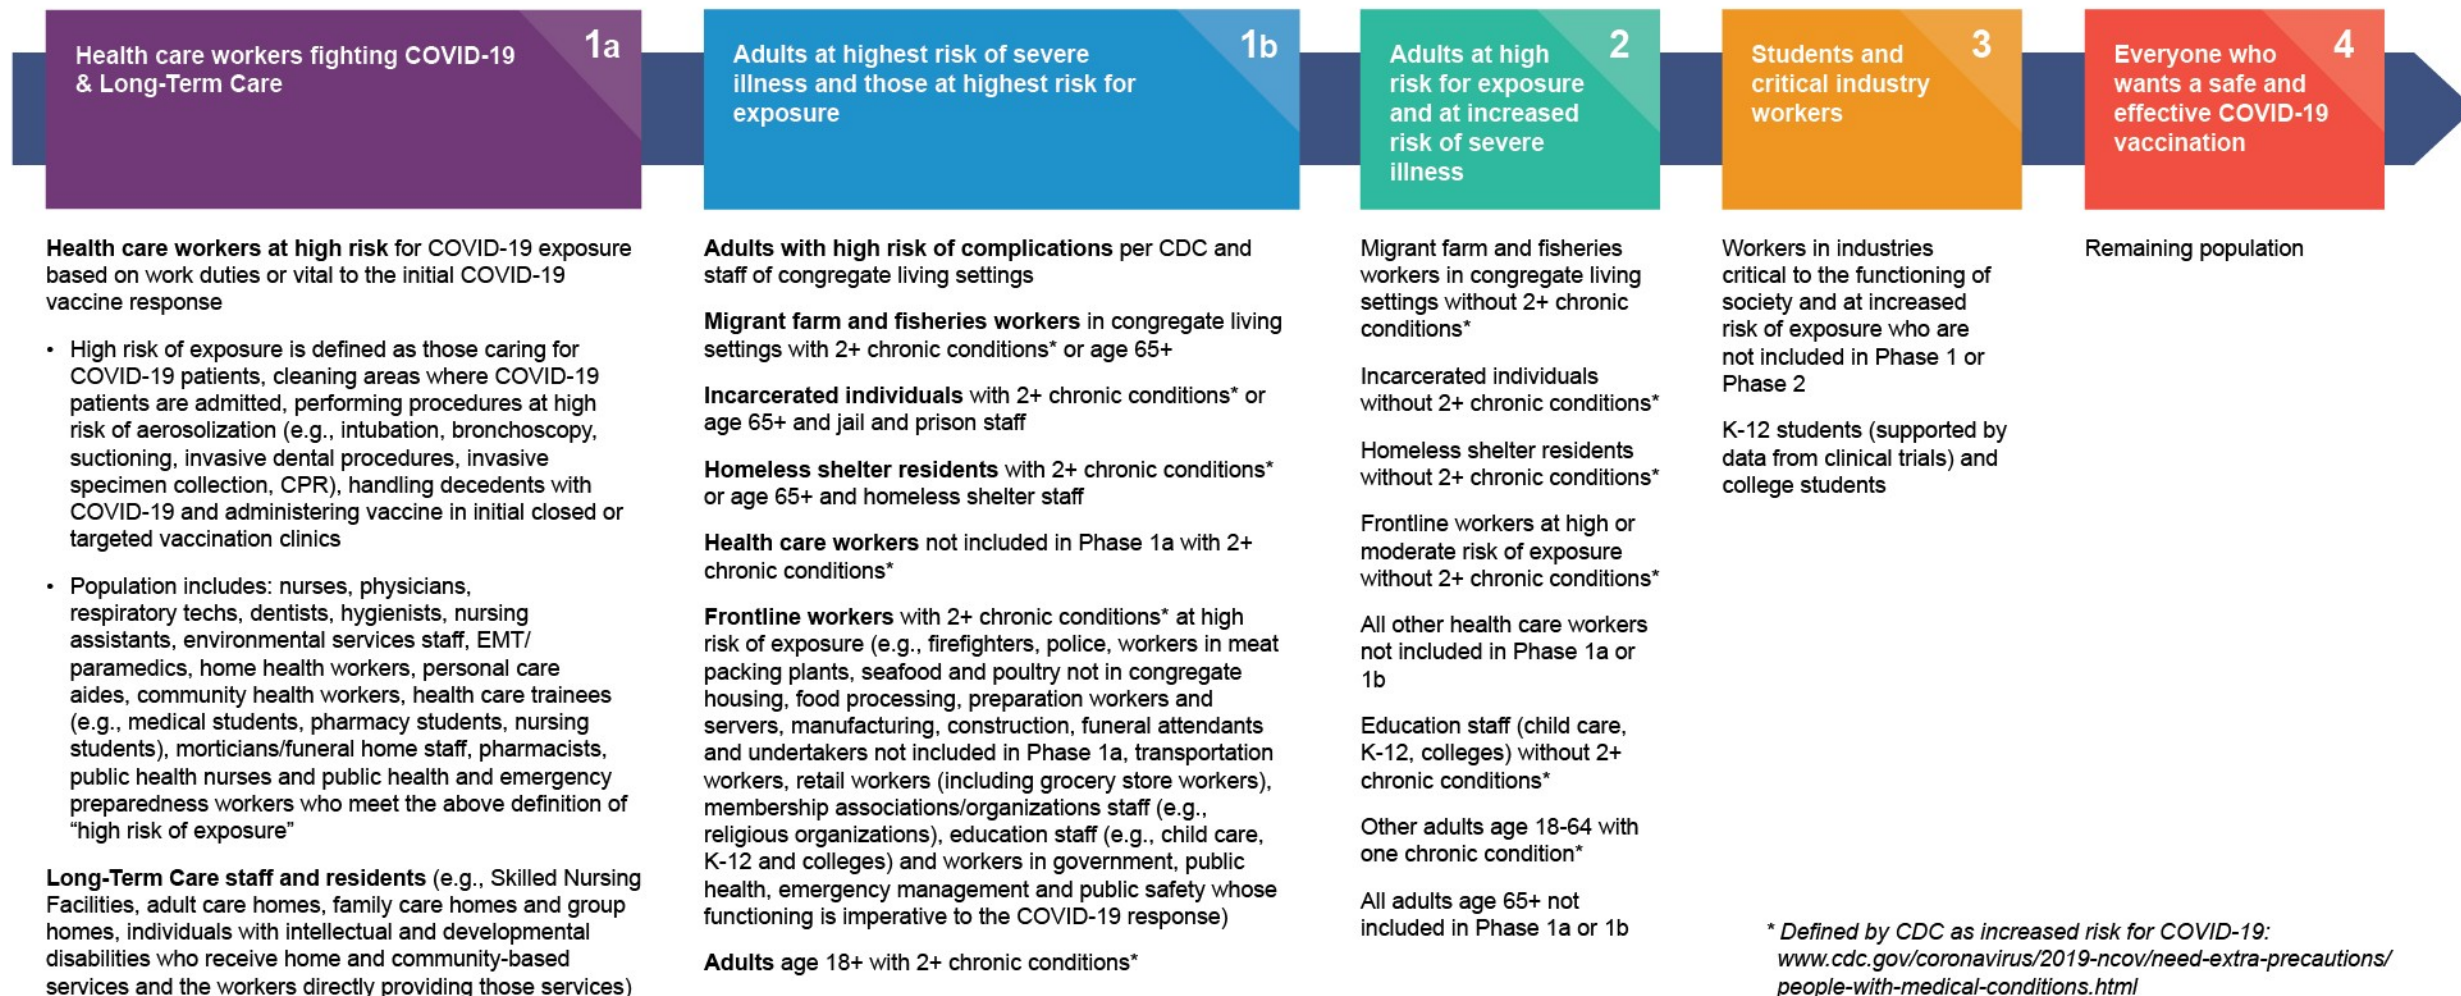 Health care workers fighting COVID-19
& Long-Term Care
1a
Health care workers at high risk for COVID-19 exposure
based on work duties or vital to the initial COVID-19
vaccine response
• High risk of exposure is defined as those caring for
COVID-19 patients, cleaning areas where COVID-19
patients are admitted, performing procedures at high
risk of aerosolization (e.g., intubation, bronchoscopy,
suctioning, invasive dental procedures, invasive
specimen collection, CPR), handling decedents with
COVID-19 and administering vaccine in initial closed or
targeted vaccination clinics
• Population includes: nurses, physicians,
respiratory techs, dentists, hygienists, nursing
assistants, environmental services staff, EMT/
paramedics, home health workers, personal care
aides, community health workers, health care trainees
(e.g., medical students, pharmacy students, nursing
students), morticians/funeral home staff, pharmacists,
public health nurses and public health and emergency
preparedness workers who meet the above definition of
“high risk of exposure”
Long-Term Care staff and residents (e.g., Skilled Nursing
Facilities, adult care homes, family care homes and group
homes, individuals with intellectual and developmental
disabilities who receive home and community-based
services and the workers directly providing those services)
Adults at highest risk of severe
illness and those at highest risk for
exposure
1b
Adults with high risk of complications per CDC and
staff of congregate living settings
Migrant farm and fisheries workers in congregate living
settings with 2+ chronic conditions* or age 65+
Incarcerated individuals with 2+ chronic conditions* or
age 65+ and jail and prison staff
Homeless shelter residents with 2+ chronic conditions*
or age 65+ and homeless shelter staff
Health care workers not included in Phase 1a with 2+
chronic conditions*
Frontline workers with 2+ chronic conditions* at high
risk of exposure (e.g., firefighters, police, workers in meat
packing plants, seafood and poultry not in congregate
housing, food processing, preparation workers and
servers, manufacturing, construction, funeral attendants
and undertakers not included in Phase 1a, transportation
workers, retail workers (including grocery store workers),
membership associations/organizations staff (e.g.,
religious organizations), education staff (e.g., child care,
K-12 and colleges) and workers in government, public
health, emergency management and public safety whose
functioning is imperative to the COVID-19 response)
Adults age 18+ with 2+ chronic conditions*
Adults at high
risk for exposure
and at increased
risk of severe
illness
2
Migrant farm and fisheries
workers in congregate living
settings without 2+ chronic
conditions*
Incarcerated individuals
without 2+ chronic conditions*
Homeless shelter residents
without 2+ chronic conditions*
Frontline workers at high or
moderate risk of exposure
without 2+ chronic conditions*
All other health care workers
not included in Phase 1a or
1b
Education staff (child care,
K-12, colleges) without 2+
chronic conditions*
Other adults age 18-64 with
one chronic condition*
All adults age 65+ not
included in Phase 1a or 1b
Students and
critical industry
workers
3
Workers in industries
critical to the functioning of
society and at increased
risk of exposure who are
not included in Phase 1 or
Phase 2
K-12 students (supported by
data from clinical trials) and
college students
Everyone who
wants a safe and
effective COVID-19
vaccination
4
Remaining population
* Defined by CDC as increased risk for COVID-19:
www.cdc.gov/coronavirus/2019-ncov/need-extra-precautions/
people-with-medical-conditions.html